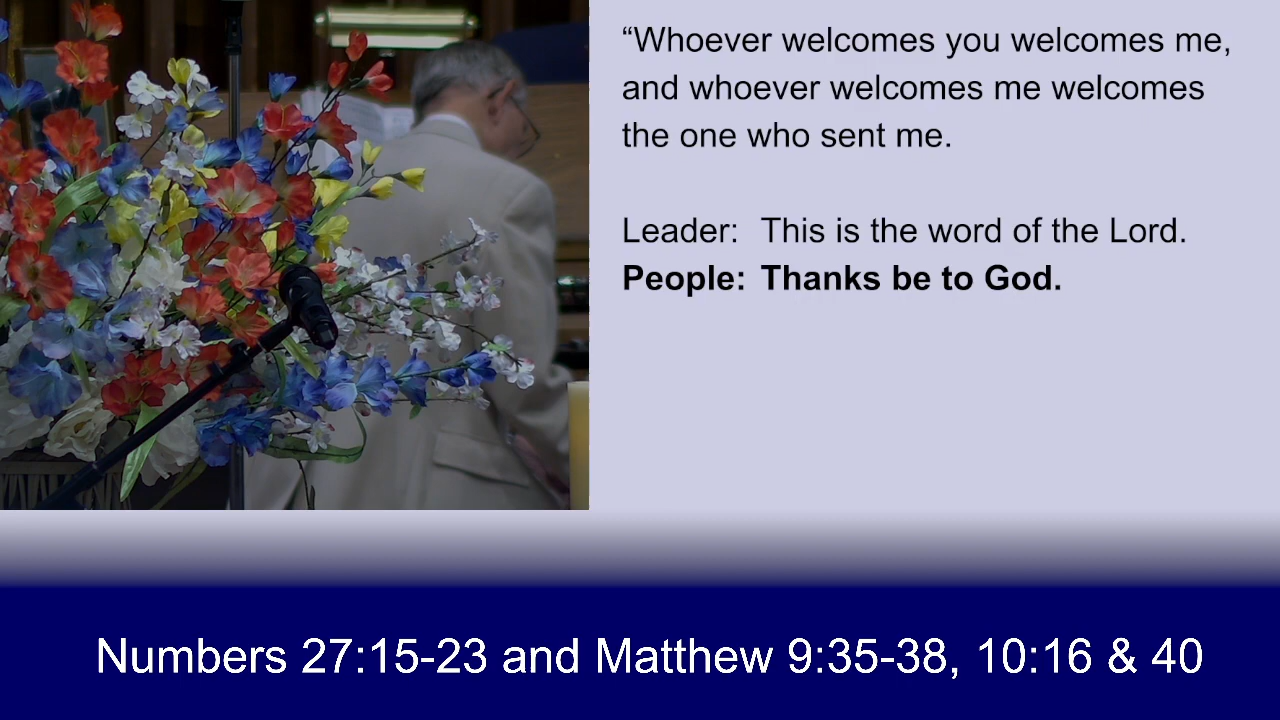 “Whoever welcomes you welcomes me,
and whoever welcomes me welcomes
the one who sent me.
Leader: This is the word of the Lord.
People: Thanks be to God.
Numbers 27:15-23 and Matthew 9:35-38, 10:16 & 40